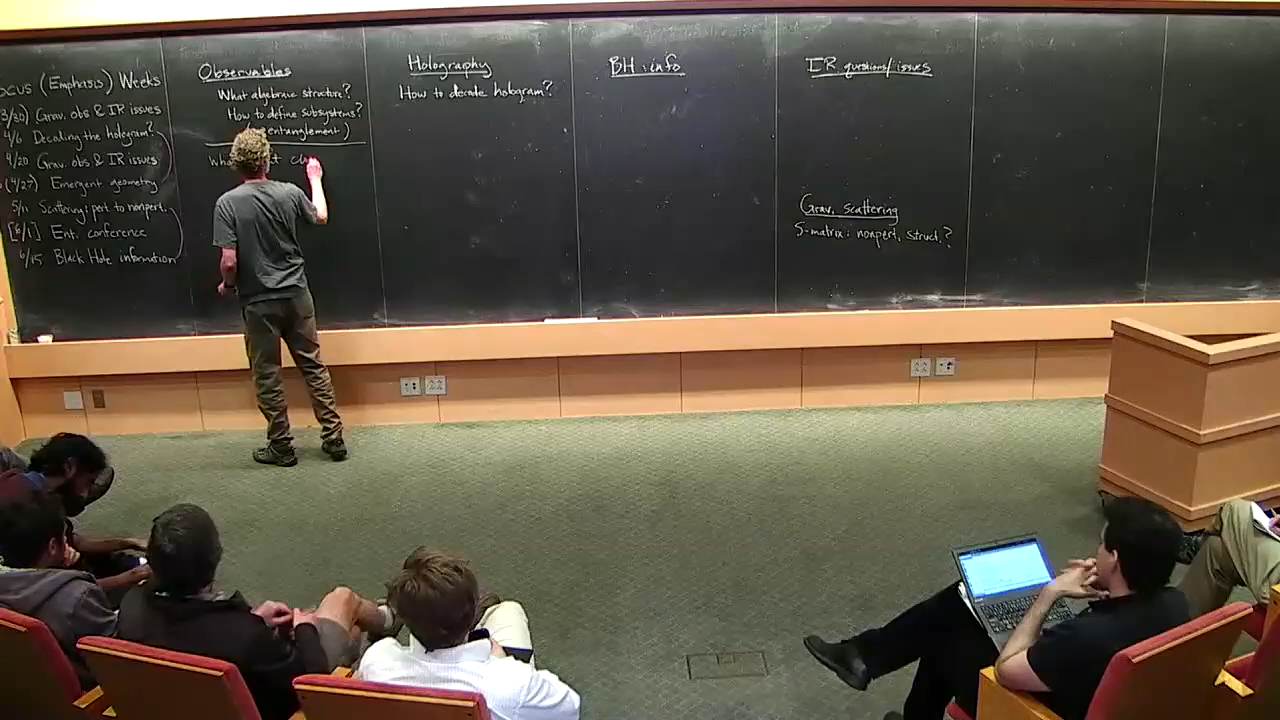 ocus (Emphasis) Weeks
3/30) Grav. obs & IR issues
4/6 Decoding the hologram?
4/20 Grav. obs & IR issues
(4/27) Emergent geometry
5/11 Scattering: pert to nonpert.
[6/1] Ent. conference
6/15 Black Hole information
Observables
What algebraic structure?
How to define subsystems?
entanglement)
Holography
How to decode hologram?
BH : info
IR questions/issues
Grav. Scattering
S-matrix: nonpert. struct.?